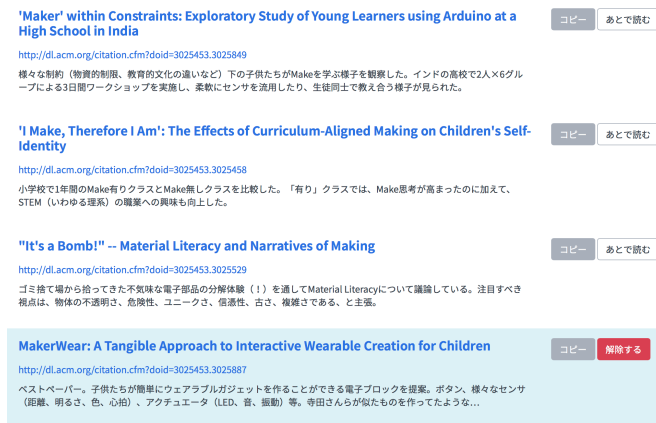 'Maker' within Constraints: Exploratory Study of Young Learners using Arduino at a
High School in India
コピー
あとで読む
http://dl.acm.org/citation.cfm?doid=3025453.3025849
様々な制約（物資的制限、教育的文化の違いなど）下の子供たちがMakeを学ぶ様子を観察した。インドの高校で2人×6グル
ープによる3日間ワークショップを実施し、柔軟にセンサを流用したり、生徒同士で教え合う様子が見られた。
'I Make, Therefore I Am': The Effects of Curriculum-Aligned Making on Children's Self-
Identity
コピー
あとで読む
http://dl.acm.org/citation.cfm?doid=3025453.3025458
小学校で1年間のMake有りクラスとMake無しクラスを比較した。「有り」クラスでは、Make思考が高まったのに加えて、
STEM（いわゆる理系）の職業への興味も向上した。
"It's a Bomb!" -- Material Literacy and Narratives of Making
コピー
あとで読む
http://dl.acm.org/citation.cfm?doid=3025453.3025529
ゴミ捨て場から拾ってきた不気味な電子部品の分解体験（！）を通してMaterial Literacyについて議論している。注目すべき
視点は、物体の不透明さ、危険性、ユニークさ、信憑性、古さ、複雑さである、と主張。
MakerWear: A Tangible Approach to Interactive Wearable Creation for Children
コピー
解除する
http://dl.acm.org/citation.cfm?doid=3025453.3025887
ベストペーパー。子供たちが簡単にウェアラブルガジェットを作ることができる電子ブロックを提案。ボタン、様々なセンサ
（距離、明るさ、色、心拍）、アクチュエータ（LED、音、振動）等。寺田さんらが似たものを作ってたような…